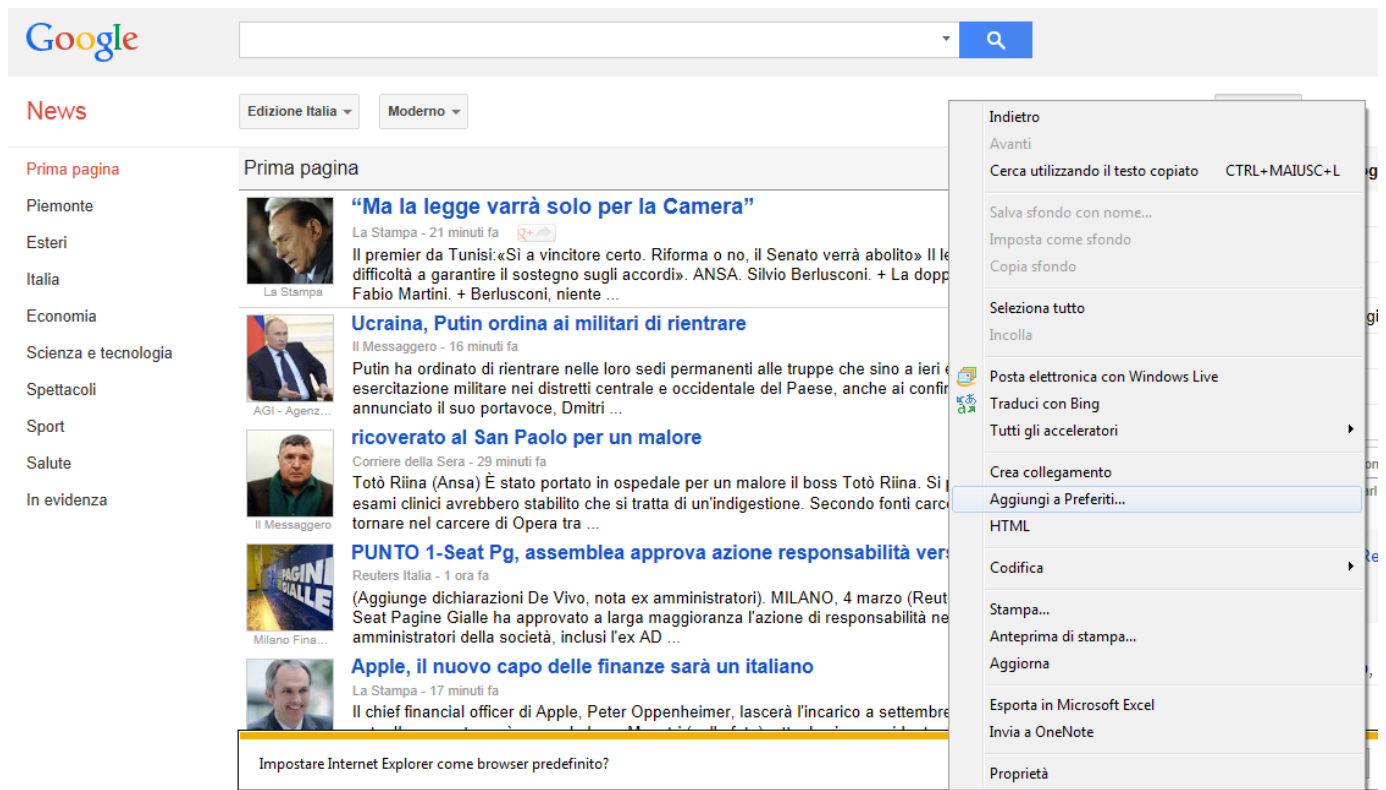 Google
News
Edizione Italia
Moderno
Prima pagina
Piemonte
Esteri
Italia
Economia
Scienza e tecnologia
Spettacoli
Sport
Salute
In evidenza
Prima pagina
“Ma la legge varrà solo per la Camera”
La Stampa - 21 minuti fa
Il premier da Tunisi:«Sì a vincitore certo. Riforma o no, il Senato verrà abolito» Il
difficoltà a garantire il sostegno sugli accordi». ANSA. Silvio Berlusconi. + La
Fabio Martini. + Berlusconi, niente ...
La Stampa
Ucraina, Putin ordina ai militari di rientrare
Il Messaggero - 16 minuti fa
Putin ha ordinato di rientrare nelle loro sedi permanenti alle truppe che sino a ieri
esercitazione militare nei distretti centrale e occidentale del Paese, anche ai
annunciato il suo portavoce, Dmitri ...
AGI - Agenz...
ricoverato al San Paolo per un malore
Corriere della Sera - 29 minuti fa
Totò Riina (Ansa) È stato portato in ospedale per un malore il boss Totò Riina. Si
esami clinici avrebbero stabilito che si tratta di un'indigestione. Secondo fonti
tornare nel carcere di Opera tra ...
Il Messaggero
PUNTO 1-Seat Pg, assemblea approva azione responsabilità
Reuters Italia - 1 ora fa
(Aggiunge dichiarazioni De Vivo, nota ex amministratori). MILANO, 4 marzo
Seat Pagine Gialle ha approvato a larga maggioranza l'azione di responsabilità
amministratori della società, inclusi l'ex AD ...
PAGINE GIALLE
Milano Fina...
Apple, il nuovo capo delle finanze sarà un italiano
La Stampa - 17 minuti fa
Il chief financial officer di Apple, Peter Oppenheimer, lascerà l'incarico a settembre
Impostare Internet Explorer come browser predefinito?
Indietro
Avanti
Cerca utilizzando il testo copiato CTRL+MAIUSC+L
Salva sfondo con nome...
Imposta come sfondo
Copia sfondo
Seleziona tutto
Incolla
Posta elettronica con Windows Live
Traduci con Bing
Tutti gli acceleratori
Crea collegamento
Aggiungi a Preferiti...
HTML
Codifica
Stampa...
Anteprima di stampa...
Aggiorna
Esporta in Microsoft Excel
Invia a OneNote
Proprietà